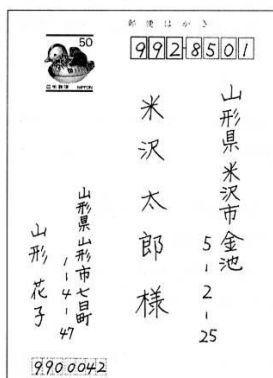 郵便はがき
50
日本郵便 NIPPON
992-8501
山形県米沢市金池
5-2-25
米沢太郎様
山形県山形市七日町
1-4-47
山形花子
9900042